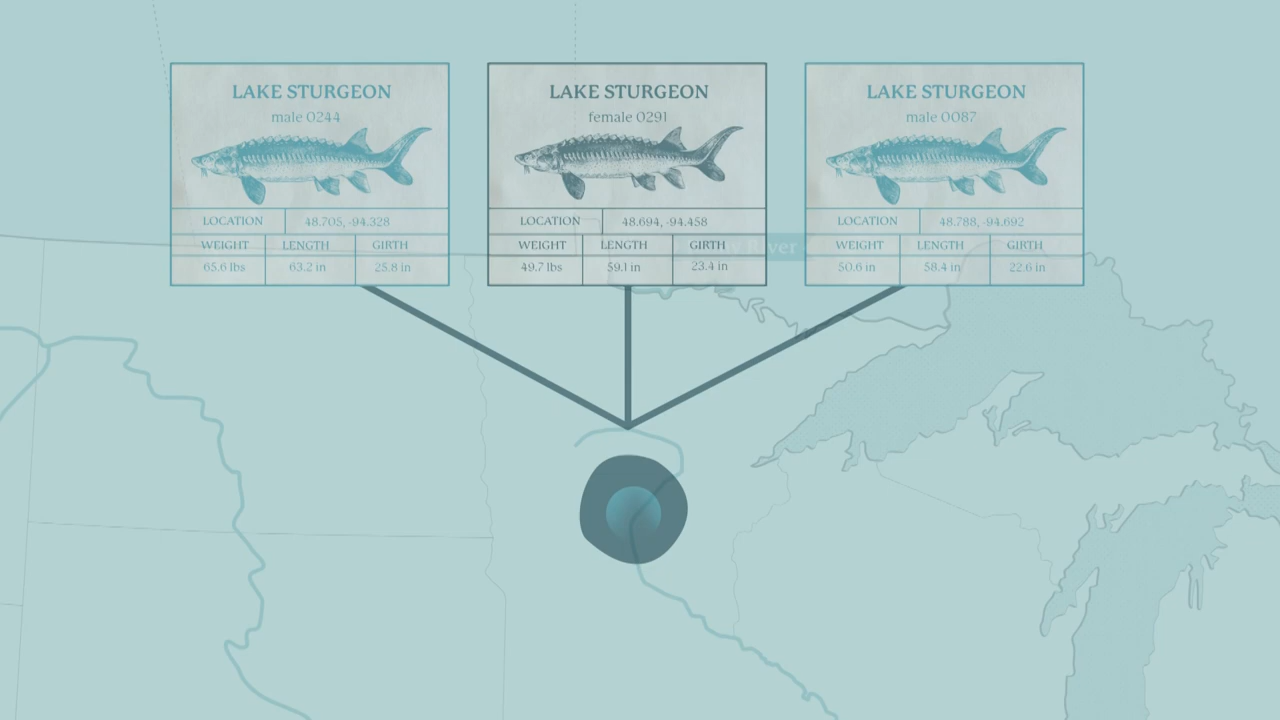 LAKE STURGEON
male 0244
LOCATION 48.705, -94.328
WEIGHT LENGTH GIRTH
65.6 lbs 63.2 in 25.8 in
LAKE STURGEON
female 0291
LOCATION 48.694, -94.458
WEIGHT LENGTH GIRTH
49.7 lbs 59.1 in 23.4 in
River
LAKE STURGEON
male 0087
LOCATION 48.788, -94.692
WEIGHT LENGTH GIRTH
50.6 in 58.4 in 22.6 in